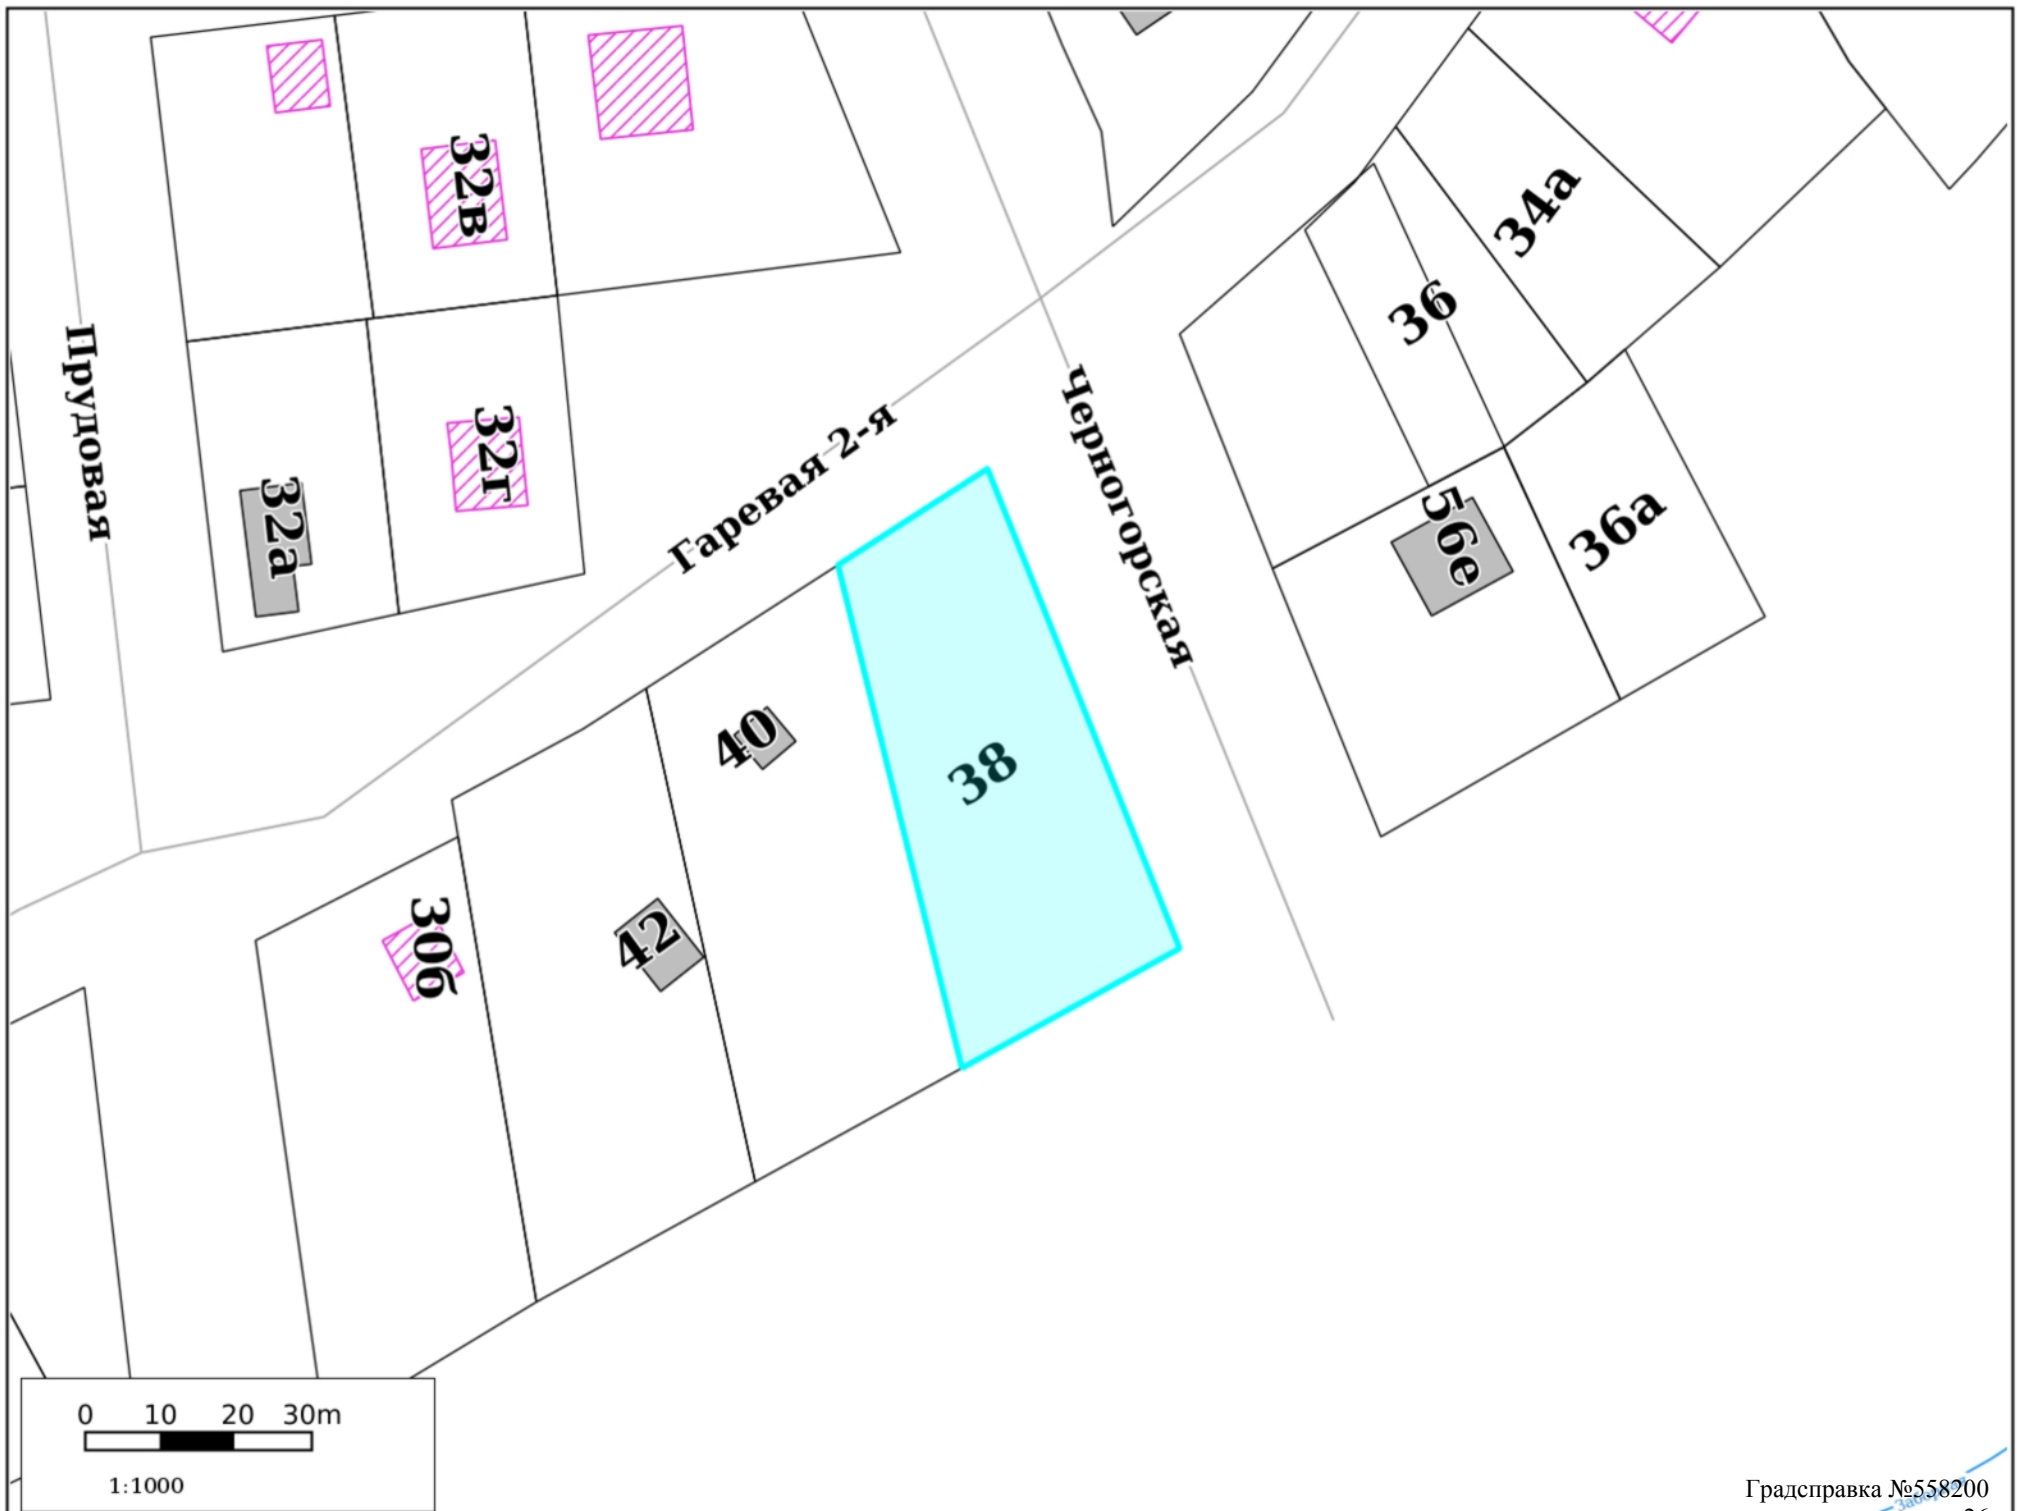 32в
34а
36
Прудовая
Гаревая 2-я
Черногорская
32г
32а
56е
36а
40
38
42
30б
0 10 20 30m
1:1000
Градсправка №558200